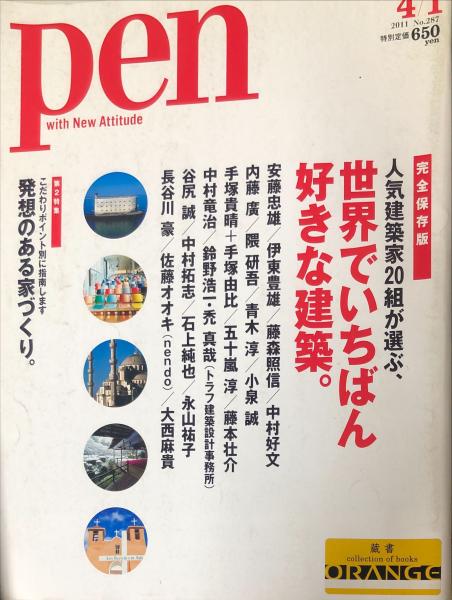 pen
with New Attitude
4/1
2011 No.287
特別定価650
yen
完全保存版
人気建築家20組が選ぶ、
世界でいちばん
好きな建築。
安藤忠雄／伊東豊雄／藤森照信／中村好文
内藤 廣／隈 研吾／青木 淳／小泉 誠
手塚貴晴＋手塚由比／五十嵐 淳／藤本壮介
中村竜治／鈴野浩一・禿 真哉(トラフ建築設計事務所)
谷尻 誠／中村拓志／石上純也／永山祐子
長谷川 豪／佐藤オオキ(nendo)／大西麻貴
第2特集
こだわりポイント別に指南します
発想のある家づくり。
蔵書
collection of books
ORANGE